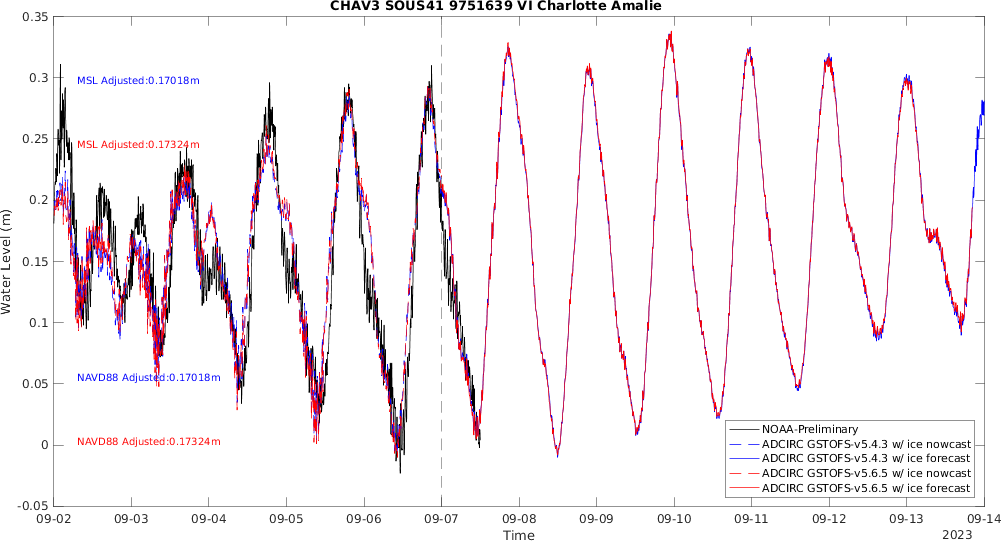 CHAV3 SOUS41 9751639 VI Charlotte Amalie
0.35
0.3
0.25
0.2
0.15
0.1
0.05
0
-0.05
Water Level (m)
MSL Adjusted:0.17018m
MSL Adjusted:0.17324m
NAVD88 Adjusted:0.17018m
NAVD88 Adjusted:0.17324m
NOAA-Preliminary
ADCIRC GSTOFS-v5.4.3 w/ ice nowcast
ADCIRC GSTOFS-v5.4.3 w/ ice forecast
ADCIRC GSTOFS-v5.6.5 w/ ice nowcast
ADCIRC GSTOFS-v5.6.5 w/ ice forecast
09-02 09-03 09-04 09-05 09-06 09-07 09-08 09-09 09-10 09-11 09-12 09-13 09-14
Time
2023